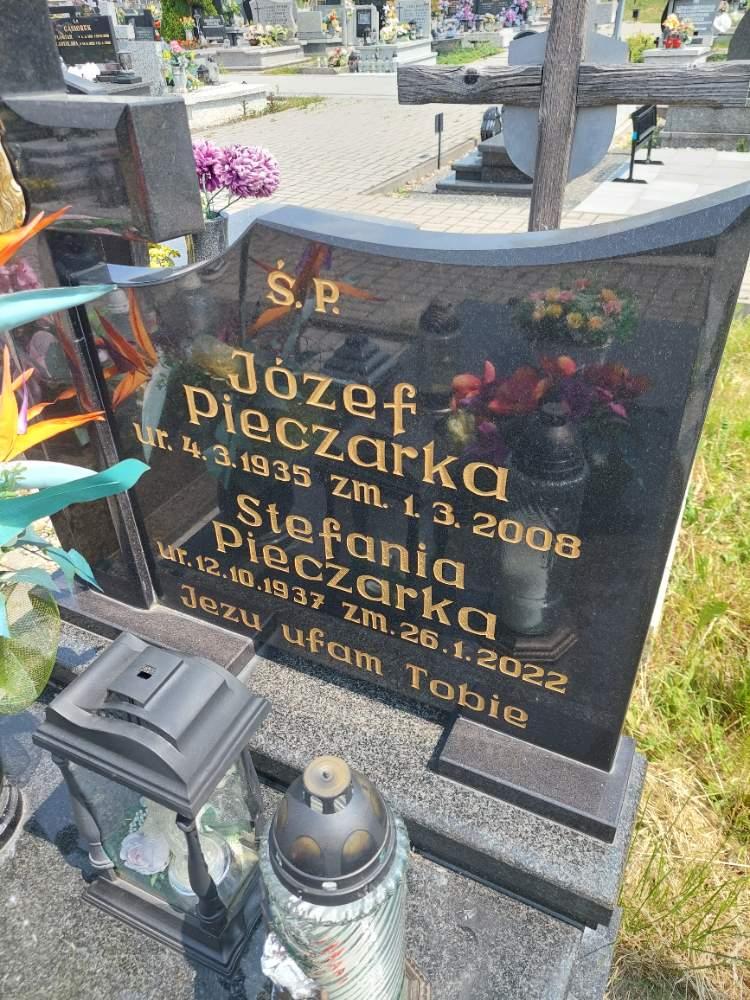 Ś. P.
Józef
Pieczarka
ur. 4.3.1935 zm. 1.3.2008
Stefania
Pieczarka
ur. 12.10.1937 zm. 26.1.2022
Jezu ufam Tobie